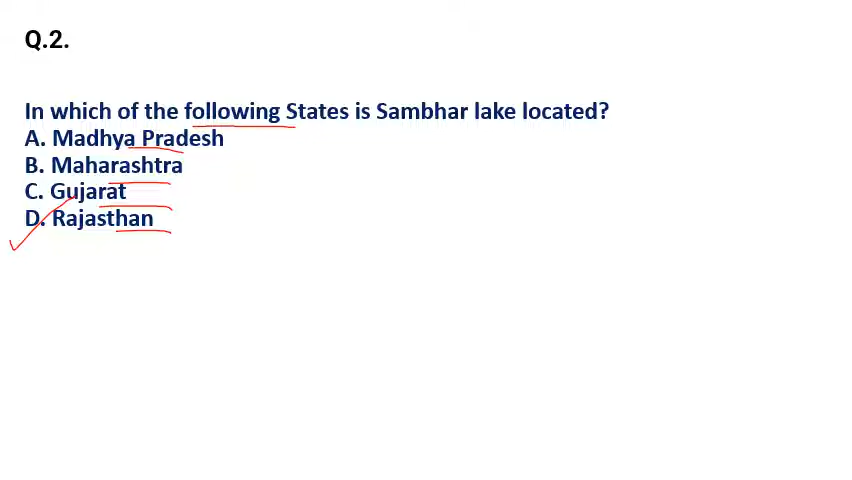 Q.2.
In which of the following States is Sambhar lake located?
A. Madhya Pradesh
B. Maharashtra
C. Gujarat
D. Rajasthan